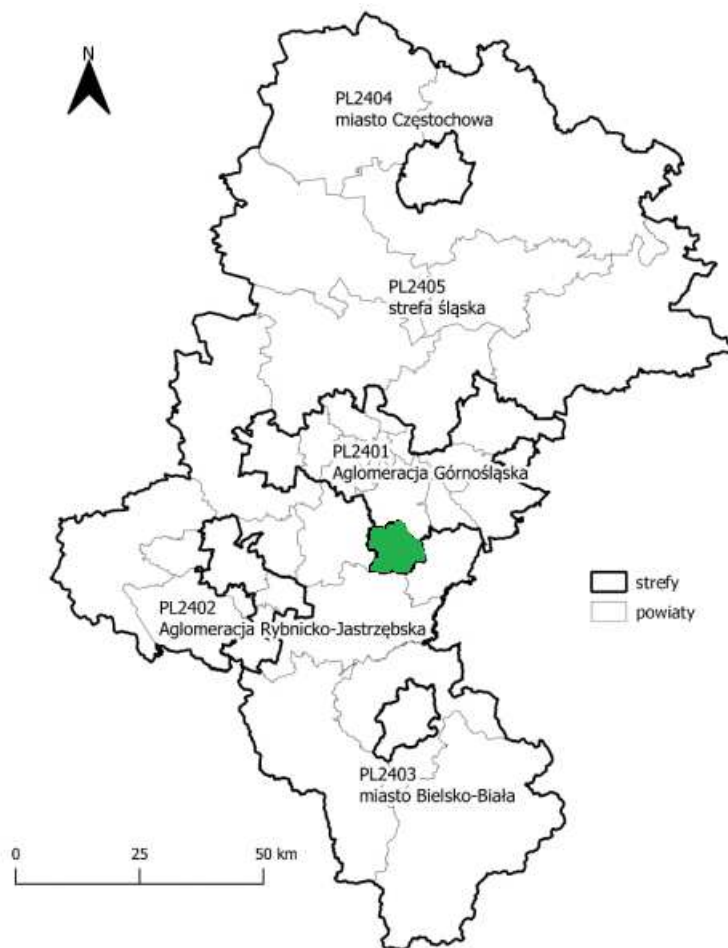 N
PL2404
miasto Częstochowa
PL2405
strefa śląska
PL2401
Aglomeracja Górnośląska
strefy
powiaty
PL2402
Aglomeracja Rybnicko-Jastrzębska
PL2403
miasto Bielsko-Biała
0 25 50 km